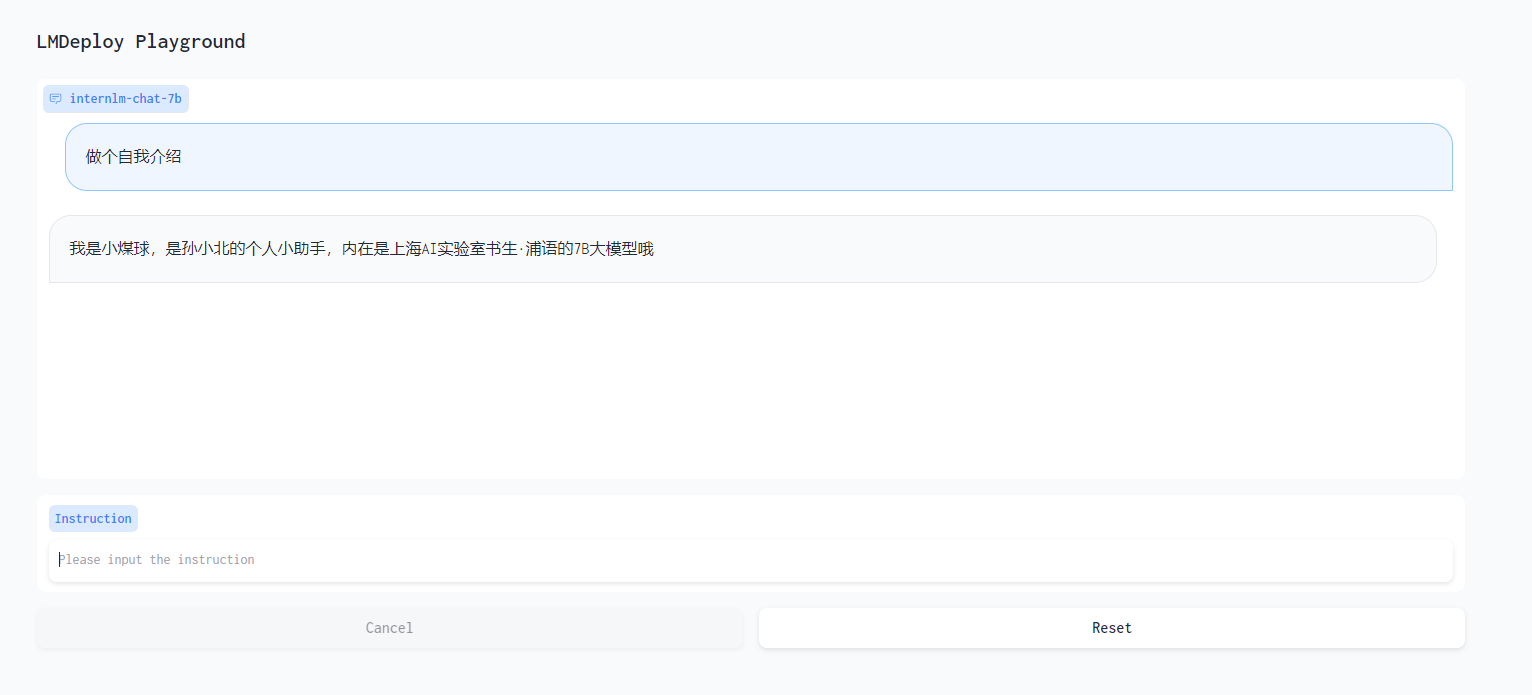 LMDeploy Playground
internlm-chat-7b
做个自我介绍
我是小煤球，是孙小北的个人小助手，内在是上海AI实验室书生·浦语的7B大模型哦
Instruction
Please input the instruction
Cancel
Reset